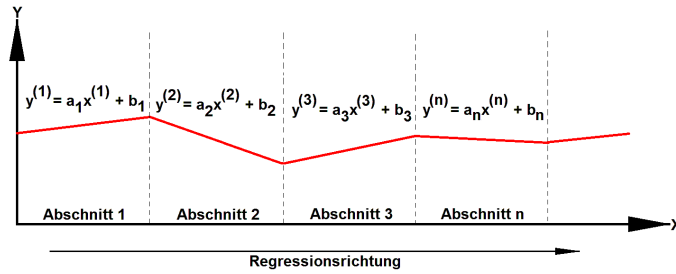 Y
y(1)= a1x(1) + b1
y(2)= a2x(2) + b2
y(3)= a3x(3) + b3
y(n)= anx(n) + bn
Abschnitt 1
Abschnitt 2
Abschnitt 3
Abschnitt n
X
Regressionsrichtung